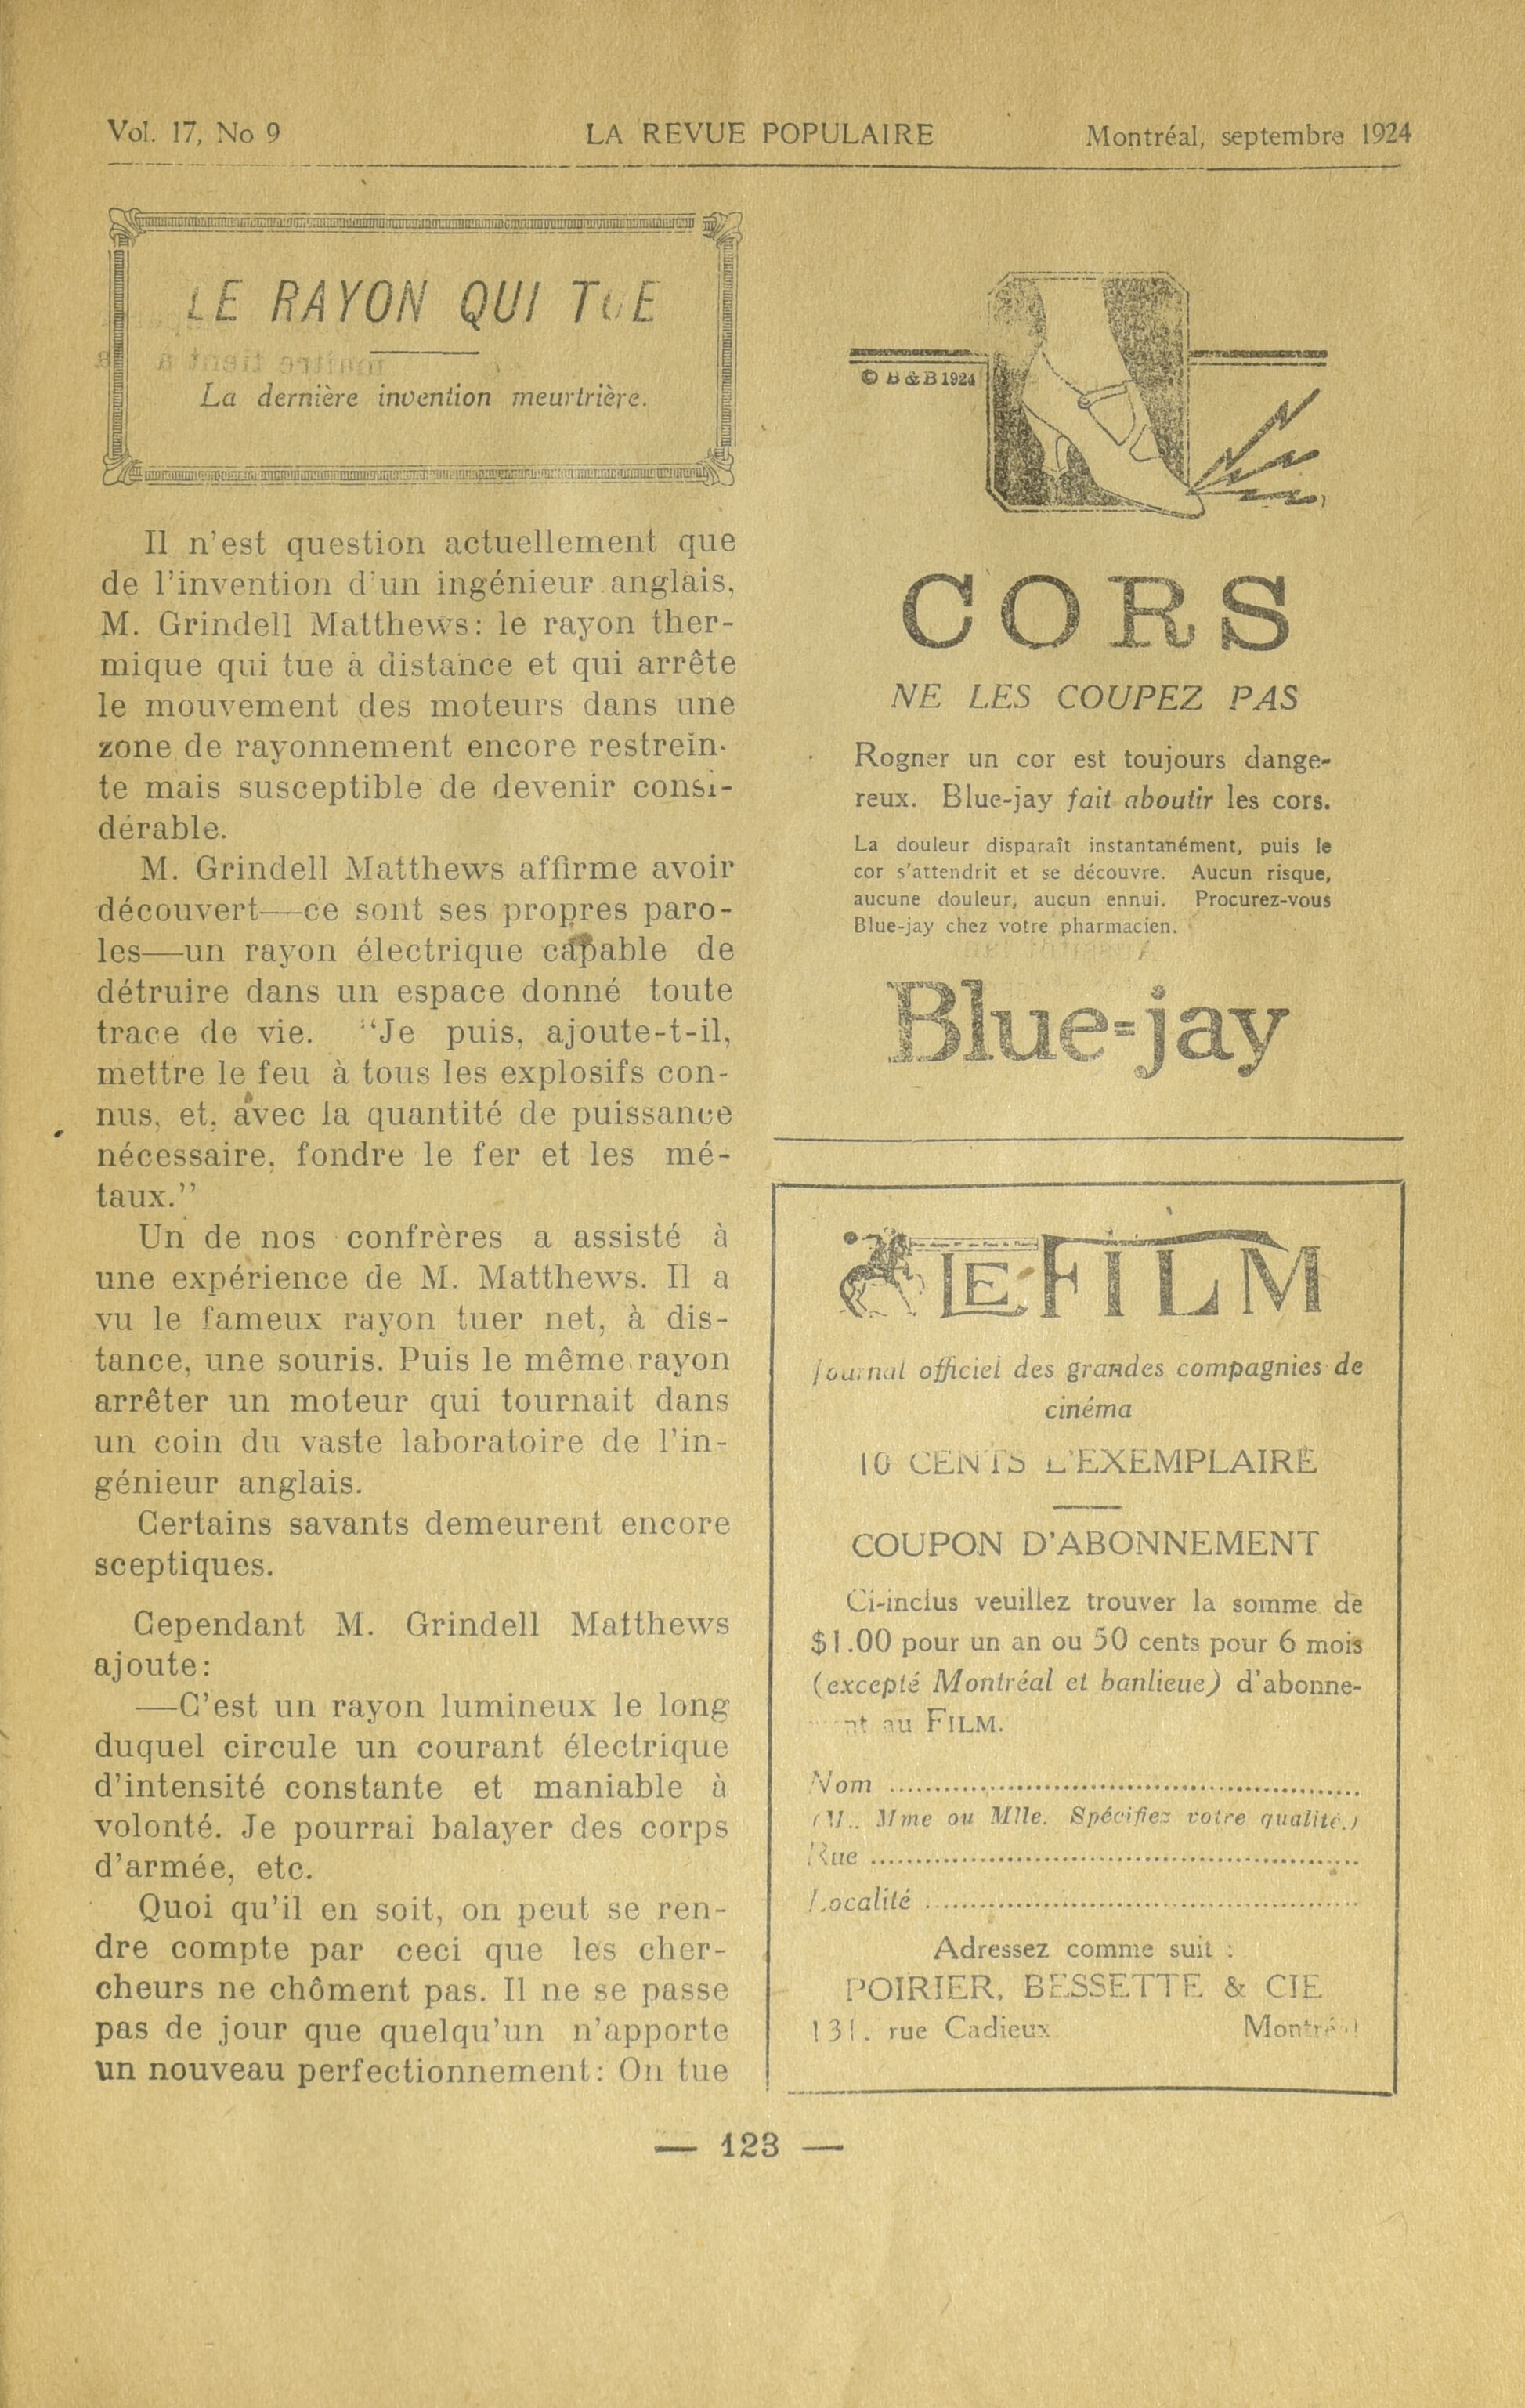 Vol. 17, No 9
LA REVUE POPULAIRE
Montréal, septembre 1924
LE RAYON QUI TUE
La dernière invention meurtrière.
Il n'est question actuellement que
de l'invention d'un ingénieur anglais,
M. Grindell Matthews: le rayon ther-
mique qui tue à distance et qui arrête
le mouvement des moteurs dans une
zone de rayonnement encore restrein-
te mais susceptible de devenir consi-
dérable.
M. Grindell Matthews affirme avoir
découvert—ce sont ses propres paro-
les—un rayon électrique capable de
détruire dans un espace donné toute
trace de vie. "Je puis, ajoute-t-il,
mettre le feu à tous les explosifs con-
nus, et, avec la quantité de puissance
nécessaire, fondre le fer et les mé-
taux."
Un de nos confrères a assisté à
une expérience de M. Matthews. Il a
vu le fameux rayon tuer net, à dis-
tance, une souris. Puis le même rayon
arrêter un moteur qui tournait dans
un coin du vaste laboratoire de l'in-
génieur anglais.
Certains savants demeurent encore
sceptiques.
Cependant M. Grindell Matthews
ajoute:
—C'est un rayon lumineux le long
duquel circule un courant électrique
d'intensité constante et maniable à
volonté. Je pourrai balayer des corps
d'armée, etc.
Quoi qu'il en soit, on peut se ren-
dre compte par ceci que les cher-
cheurs ne chôment pas. Il ne se passe
pas de jour que quelqu'un n'apporte
un nouveau perfectionnement: On tue
© B & B 1924
CORS
NE LES COUPEZ PAS
Rogner un cor est toujours dange-
reux. Blue-jay fait aboutir les cors.
La douleur disparaît instantanément, puis le
cor s'attendrit et se découvre. Aucun risque,
aucune douleur, aucun ennui. Procurez-vous
Blue-jay chez votre pharmacien.
Blue=jay
LE FILM
Journal officiel des grandes compagnies de
cinéma
10 CENTS L'EXEMPLAIRE
COUPON D'ABONNEMENT
Ci-inclus veuillez trouver la somme de
$1.00 pour un an ou 50 cents pour 6 mois
(excepté Montréal et banlieue) d'abonne-
au FILM.
Nom
(M., Mme ou Mlle. Spécifiez votre qualité.)
Rue
Localité
Adressez comme suit :
POIRIER, BESSETTE & CIE
131, rue Cadieux Montréal
— 123 —